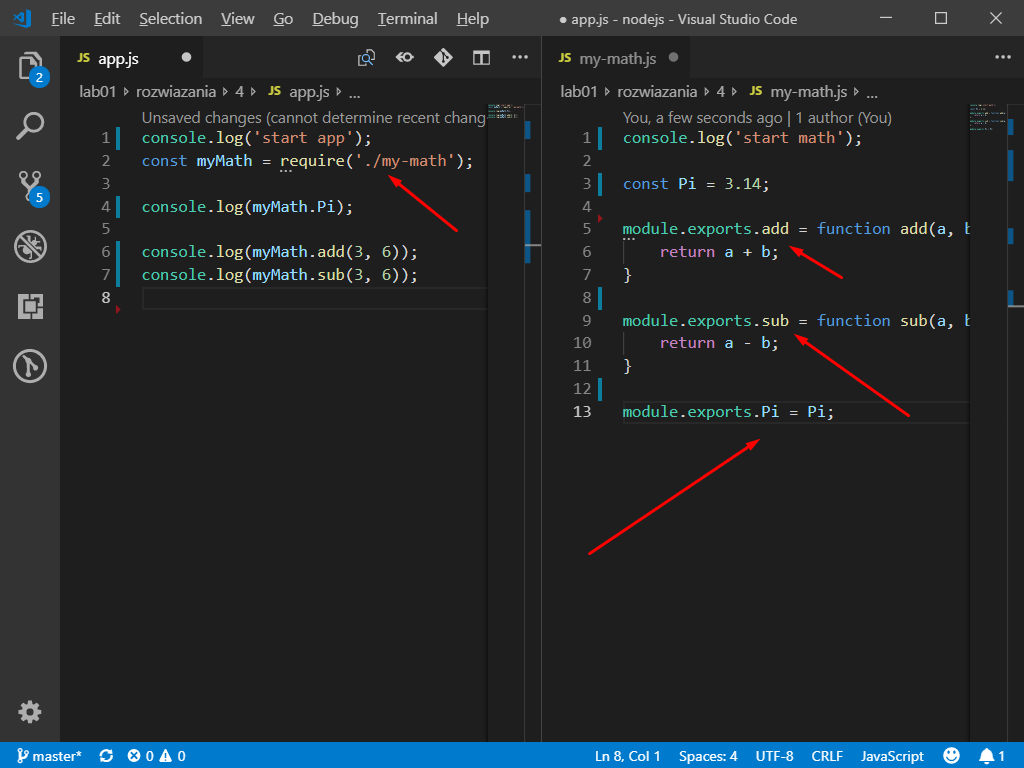 File Edit Selection View Go Debug Terminal Help ● app.js - nodejs - Visual Studio Code
2
5
JS app.js
lab01 › rozwiazania › 4 › JS app.js › ...
Unsaved changes (cannot determine recent chang
1 console.log('start app');
2 const myMath = require('./my-math');
3
4 console.log(myMath.Pi);
5
6 console.log(myMath.add(3, 6));
7 console.log(myMath.sub(3, 6));
8
JS my-math.js
lab01 › rozwiazania › 4 › JS my-math.js › ...
You, a few seconds ago | 1 author (You)
1 console.log('start math');
2
3 const Pi = 3.14;
4
5 module.exports.add = function add(a, b
6 return a + b;
7 }
8
9 module.exports.sub = function sub(a, b
10 return a - b;
11 }
12
13 module.exports.Pi = Pi;
master* 0 0 Ln 8, Col 1 Spaces: 4 UTF-8 CRLF JavaScript 1